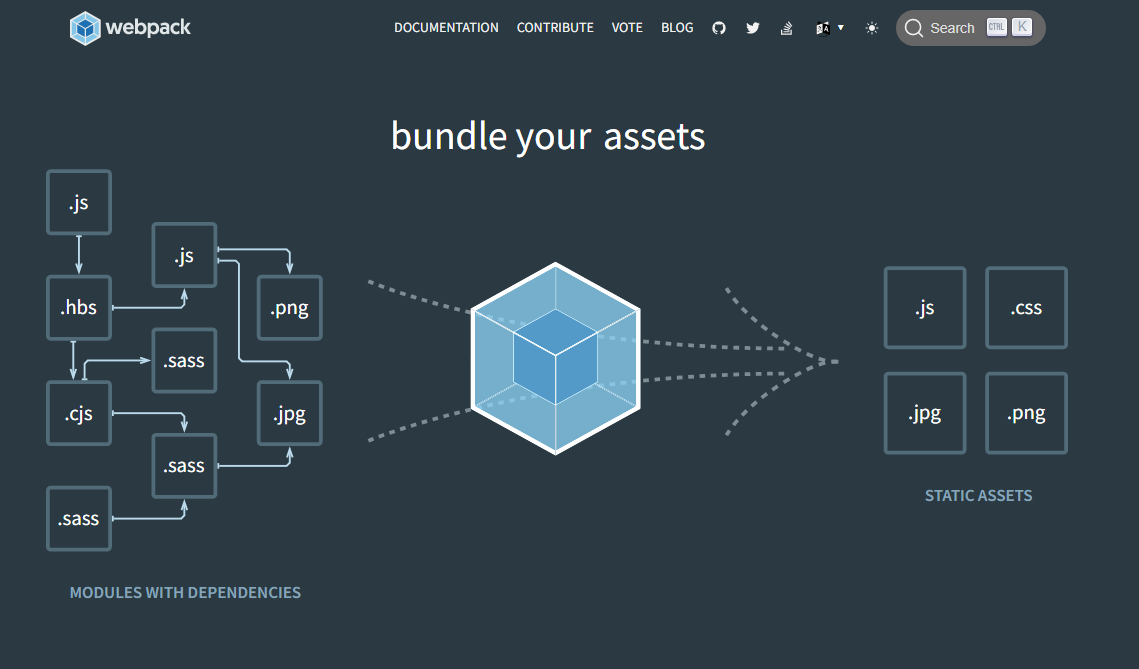 webpack
DOCUMENTATION CONTRIBUTE VOTE BLOG Search CTRL K
bundle your assets
.js
.js
.hbs
.png
.sass
.cjs
.jpg
.sass
.sass
MODULES WITH DEPENDENCIES
.js .css
.jpg .png
STATIC ASSETS